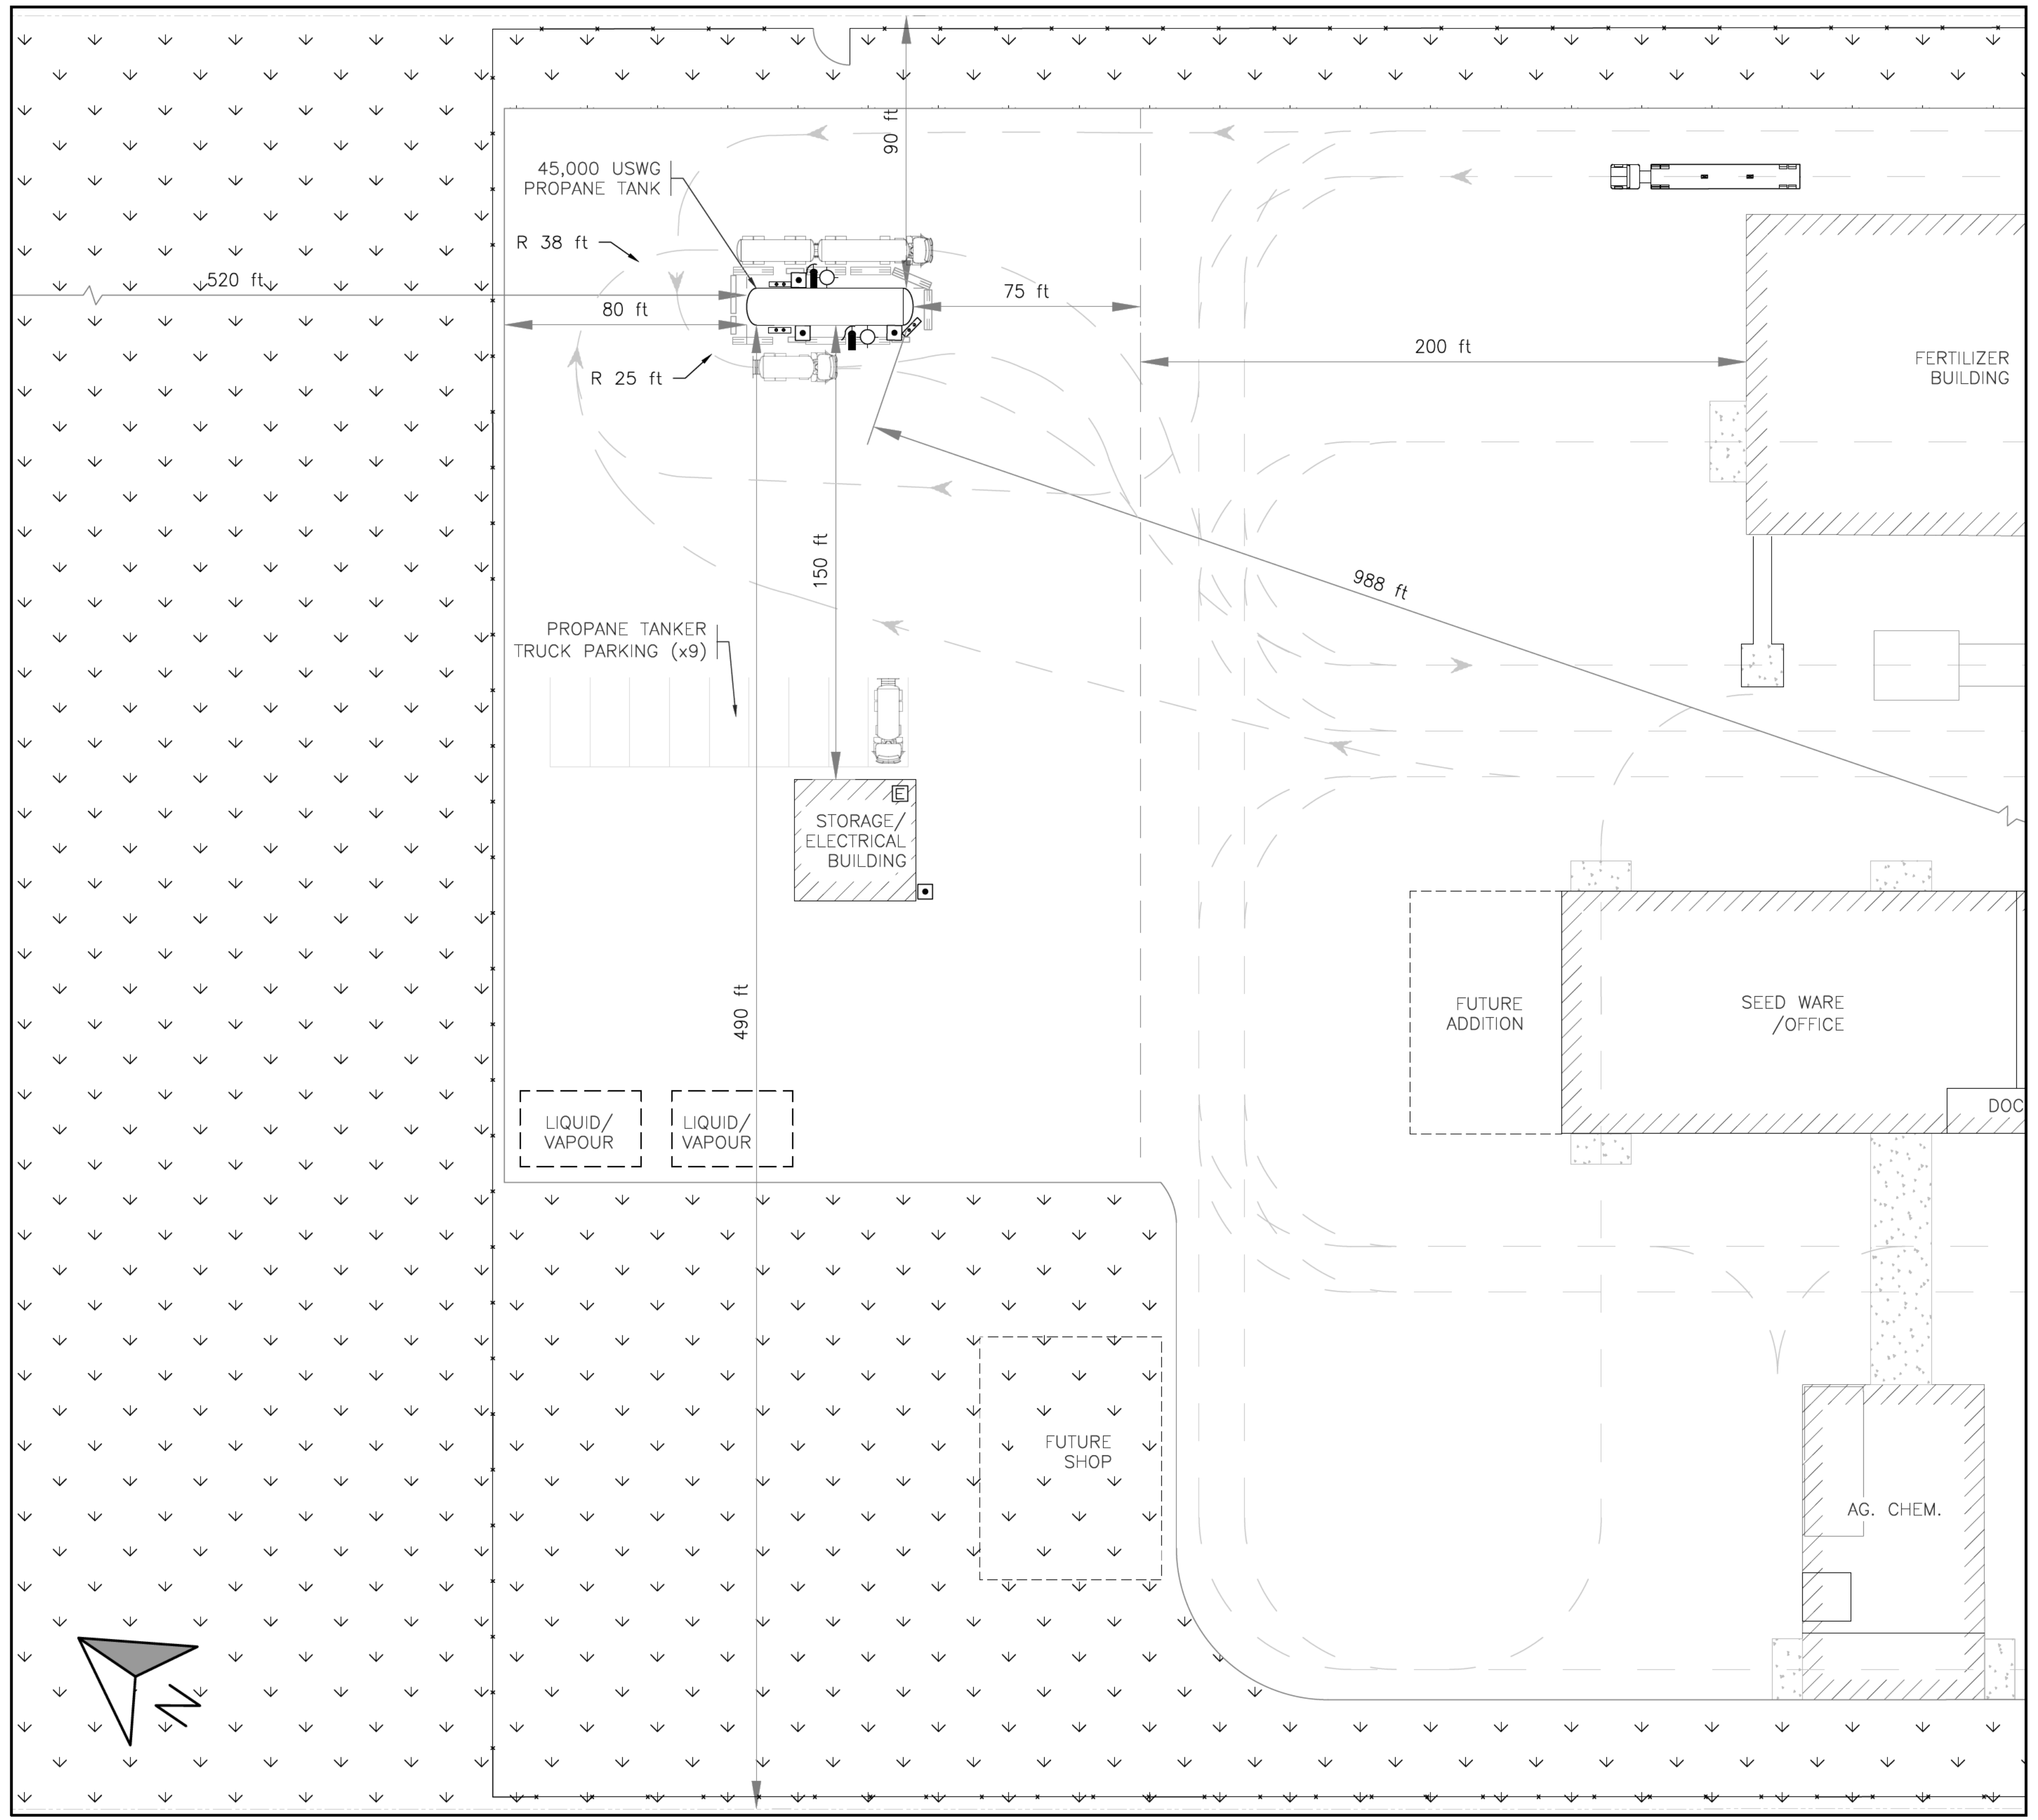 90 ft
45,000 USWG
PROPANE TANK
R 38 ft
520 ft
80 ft
75 ft
R 25 ft
200 ft
FERTILIZER
BUILDING
150 ft
988 ft
PROPANE TANKER
TRUCK PARKING (x9)
E
STORAGE/
ELECTRICAL
BUILDING
490 ft
FUTURE
ADDITION
SEED WARE
/OFFICE
DOC
LIQUID/
VAPOUR
LIQUID/
VAPOUR
FUTURE
SHOP
AG. CHEM.
N